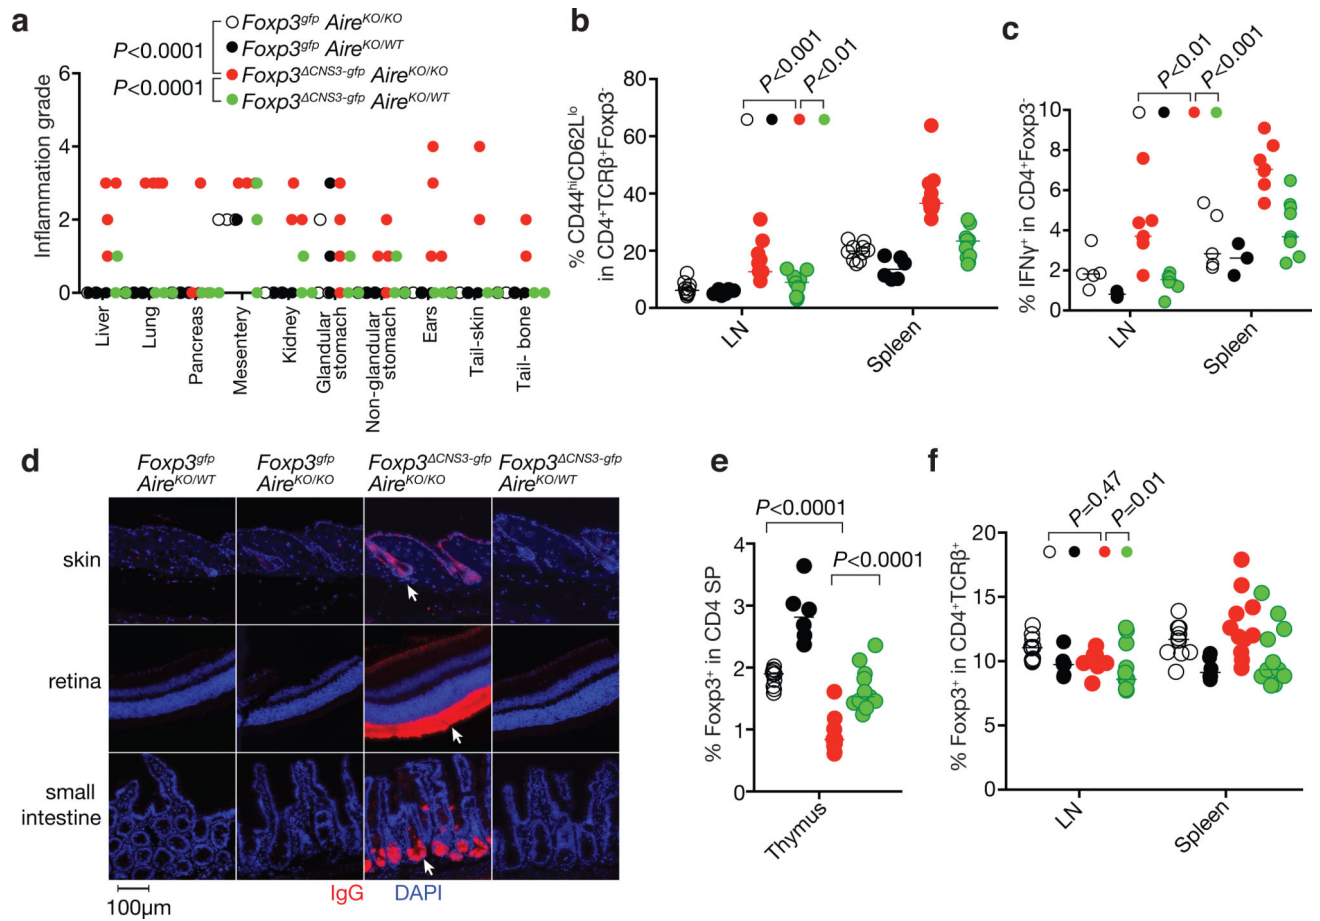 a
P<0.0001
P<0.0001
Foxp3gfp AireKO/KO
Foxp3gfp AireKO/WT
Foxp3ΔCNS3-gfp AireKO/KO
Foxp3ΔCNS3-gfp AireKO/WT
Inflammation grade
6
4
2
0
Liver
Lung
Pancreas
Mesentery
Kidney
Glandular
stomach
Non-glandular
stomach
Ears
Tail-skin
Tail- bone
b
P<0.001
P<0.01
% CD44hiCD62Llo
in CD4+TCRβ+Foxp3-
80
60
40
20
0
LN
Spleen
c
P<0.01
P<0.001
% IFNγ+ in CD4+Foxp3-
10
8
6
4
2
0
LN
Spleen
d
Foxp3gfp
AireKO/WT
Foxp3gfp
AireKO/KO
Foxp3ΔCNS3-gfp
AireKO/KO
Foxp3ΔCNS3-gfp
AireKO/WT
skin
retina
small
intestine
100μm
IgG
DAPI
e
P<0.0001
P<0.0001
% Foxp3+ in CD4 SP
4
3
2
1
0
Thymus
f
P=0.47
P=0.01
% Foxp3+ in CD4+TCRβ+
20
15
10
5
0
LN
Spleen